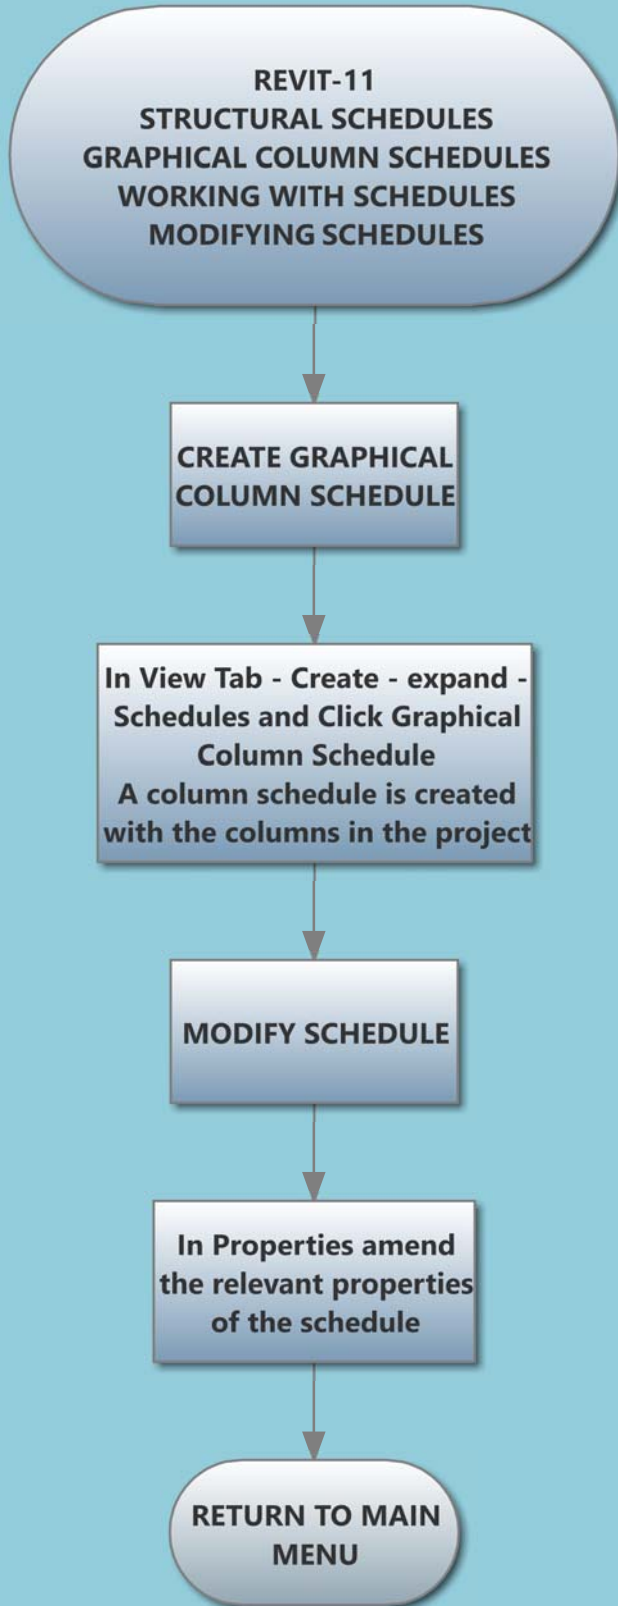 REVIT-11
STRUCTURAL SCHEDULES
GRAPHICAL COLUMN SCHEDULES
WORKING WITH SCHEDULES
MODIFYING SCHEDULES
CREATE GRAPHICAL
COLUMN SCHEDULE
In View Tab - Create - expand -
Schedules and Click Graphical
Column Schedule
A column schedule is created
with the columns in the project
MODIFY SCHEDULE
In Properties amend
the relevant properties
of the schedule
RETURN TO MAIN
MENU